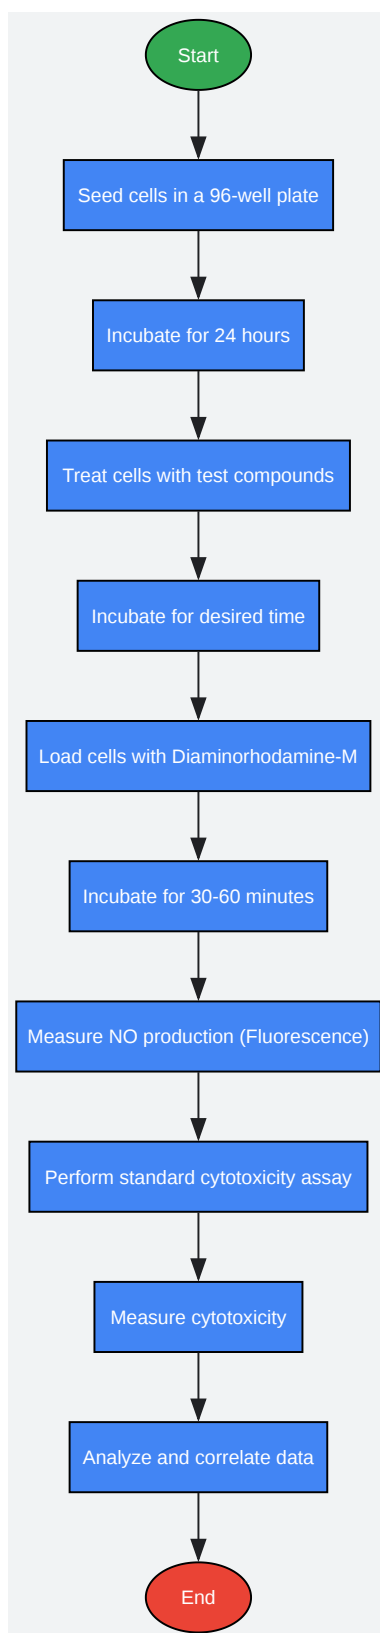 Start
Seed cells in a 96-well plate
Incubate for 24 hours
Treat cells with test compounds
Incubate for desired time
Load cells with Diaminorhodamine-M
Incubate for 30-60 minutes
Measure NO production (Fluorescence)
Perform standard cytotoxicity assay
Measure cytotoxicity
Analyze and correlate data
End